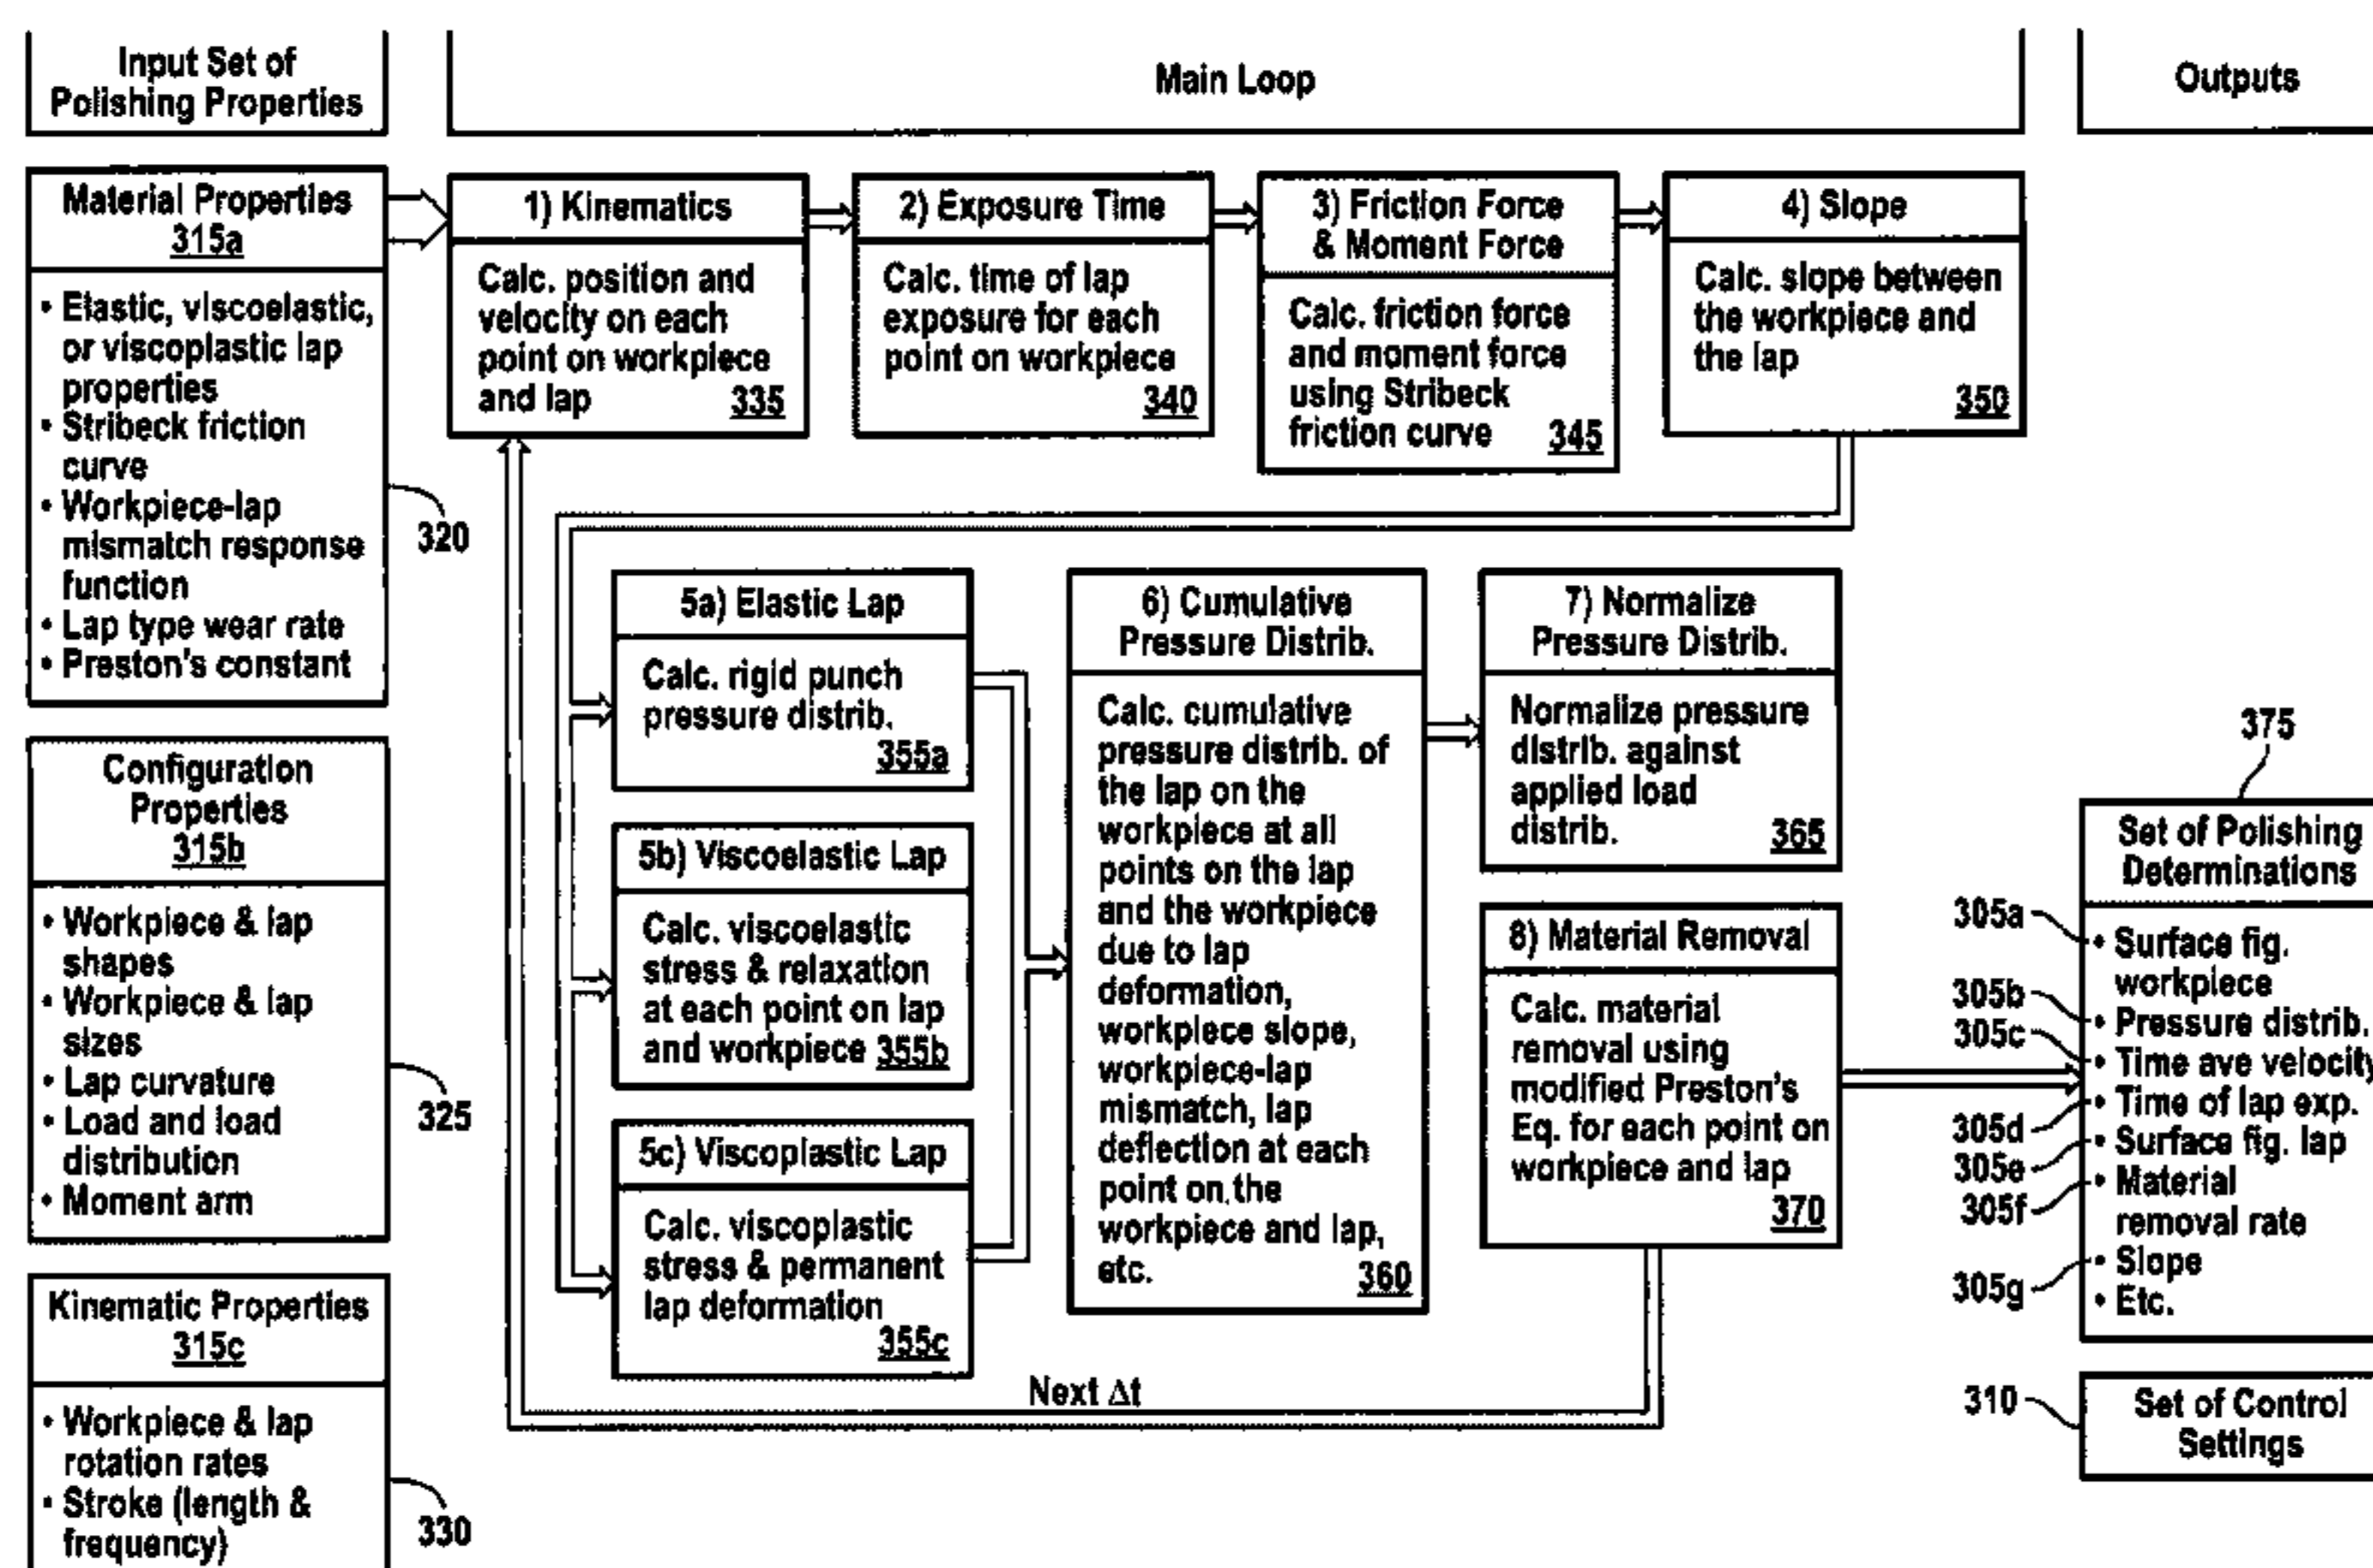 Input Set of
Polishing Properties
Main Loop
Outputs
Material Properties
315a
• Elastic, viscoelastic,
or viscoplastic lap
properties
• Stribeck friction
curve
• Workpiece-lap
mismatch response
function
• Lap type wear rate
• Preston's constant
320
Configuration
Properties
315b
• Workpiece & lap
shapes
• Workpiece & lap
sizes
• Lap curvature
• Load and load
distribution
• Moment arm
325
Kinematic Properties
315c
• Workpiece & lap
rotation rates
• Stroke (length &
frequency)
330
1) Kinematics
Calc. position and
velocity on each
point on workpiece
and lap 335
2) Exposure Time
Calc. time of lap
exposure for each
point on workpiece
340
3) Friction Force
& Moment Force
Calc. friction force
and moment force
using Stribeck
friction curve 345
4) Slope
Calc. slope between
the workpiece and
the lap
350
5a) Elastic Lap
Calc. rigid punch
pressure distrib.
355a
5b) Viscoelastic Lap
Calc. viscoelastic
stress & relaxation
at each point on lap
and workpiece 355b
5c) Viscoplastic Lap
Calc. viscoplastic
stress & permanent
lap deformation
355c
6) Cumulative
Pressure Distrib.
Calc. cumulative
pressure distrib. of
the lap on the
workpiece at all
points on the lap
and the workpiece
due to lap
deformation,
workpiece slope,
workpiece-lap
mismatch, lap
deflection at each
point on the
workpiece and lap,
etc. 360
7) Normalize
Pressure Distrib.
Normalize pressure
distrib. against
applied load
distrib. 365
8) Material Removal
Calc. material
removal using
modified Preston's
Eq. for each point on
workpiece and lap
370
Next Δt
375
Set of Polishing
Determinations
305a
• Surface fig.
workpiece
305b
• Pressure distrib.
305c
• Time ave velocity
305d
• Time of lap exp.
305e
• Surface fig. lap
305f
• Material
removal rate
305g
• Slope
• Etc.
310
Set of Control
Settings